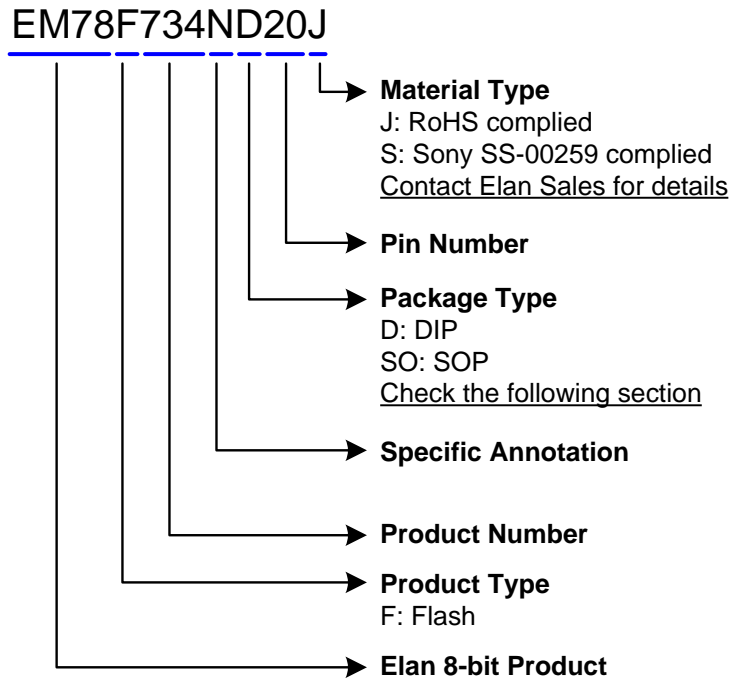 EM78F734ND20J
Material Type
J: RoHS complied
S: Sony SS-00259 complied
Contact Elan Sales for details
Pin Number
Package Type
D: DIP
SO: SOP
Check the following section
Specific Annotation
Product Number
Product Type
F: Flash
Elan 8-bit Product